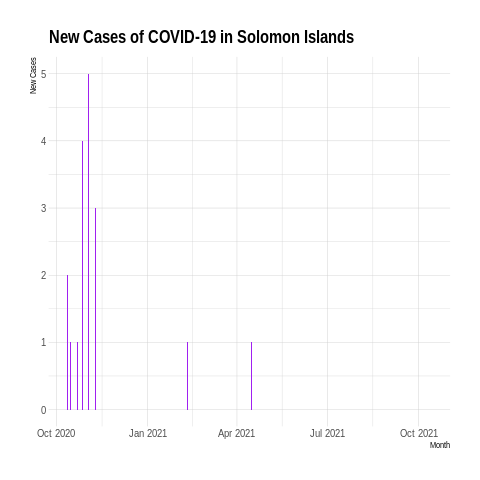 New Cases of COVID-19 in Solomon Islands
New Cases
5
4
3
2
1
0
Oct 2020 Jan 2021 Apr 2021 Jul 2021 Oct 2021
Month